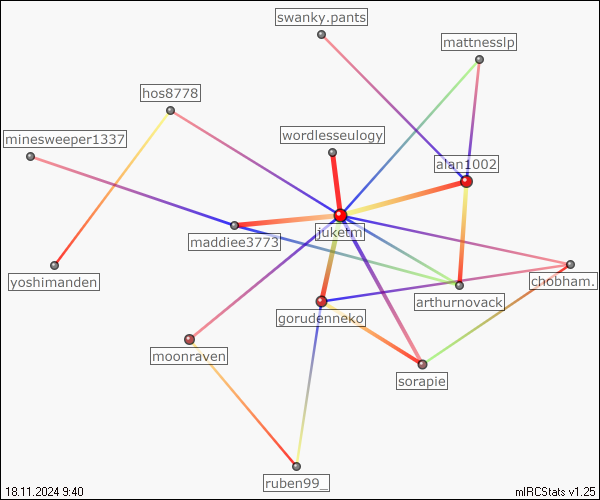 swanky.pants
mattnesslp
hos8778
minesweeper1337
wordlesseulogy
alan1002
juketm
maddiee3773
yoshimanden
chobham.
arthurnovack
gorudenneko
moonraven
sorapie
ruben99_
18.11.2024 9:40
mIRCStats v1.25